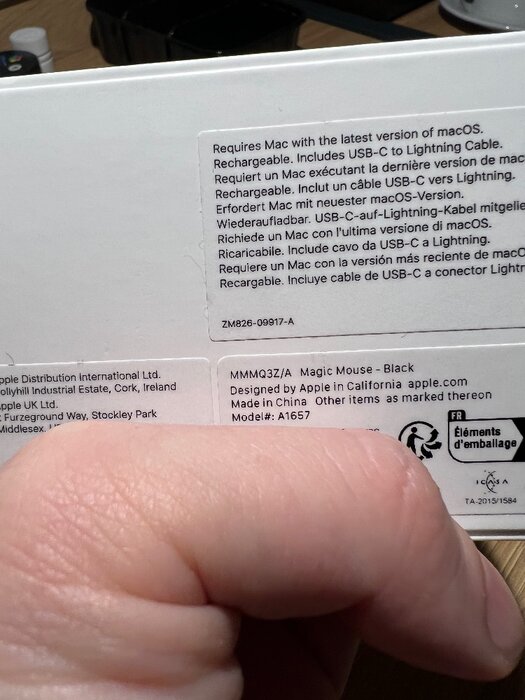 Requires Mac with the latest version of macOS.
Rechargeable. Includes USB-C to Lightning Cable.
Requiert un Mac exécutant la dernière version de
Rechargeable. Inclut un câble USB-C vers Lightning.
Erfordert Mac mit neuester macOS-Version.
Wiederaufladbar. USB-C-auf-Lightning-Kabel
Richiede un Mac con l'ultima versione di macOS.
Ricaricabile. Include cavo da USB-C a Lightning.
Requiere un Mac con la versión más reciente de
Recargable. Incluye cable de USB-C a conector
ZM826-09917-A
Distribution International Ltd.
Industrial Estate, Cork, Ireland
Apple UK Ltd.
Furzeground Way, Stockley Park
Middlesex,
MMMQ3Z/A Magic Mouse - Black
Designed by Apple in California apple.com
Made in China Other items as marked thereon
Model#: A1657
FR
Éléments
d'emballage
ICASA
TA-2015/1584